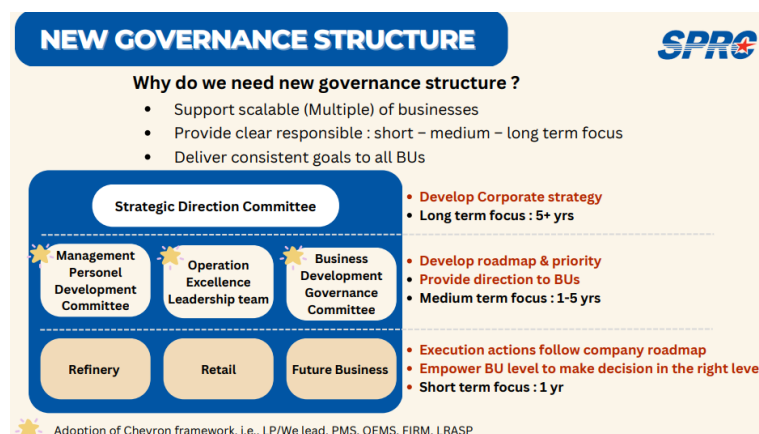 NEW GOVERNANCE STRUCTURE
SPRC
Why do we need new governance structure ?
• Support scalable (Multiple) of businesses
• Provide clear responsible : short – medium – long term focus
• Deliver consistent goals to all BUs
Strategic Direction Committee
• Develop Corporate strategy
• Long term focus : 5+ yrs
Management
Personel
Development
Committee
Operation
Excellence
Leadership team
Business
Development
Governance
Committee
• Develop roadmap & priority
• Provide direction to BUs
• Medium term focus : 1-5 yrs
Refinery
Retail
Future Business
• Execution actions follow company roadmap
• Empower BU level to make decision in the right leve
• Short term focus : 1 yr
Adoption of Chevron framework, i.e., LP/We lead, PMS, OEMS, FIRM, LRASP